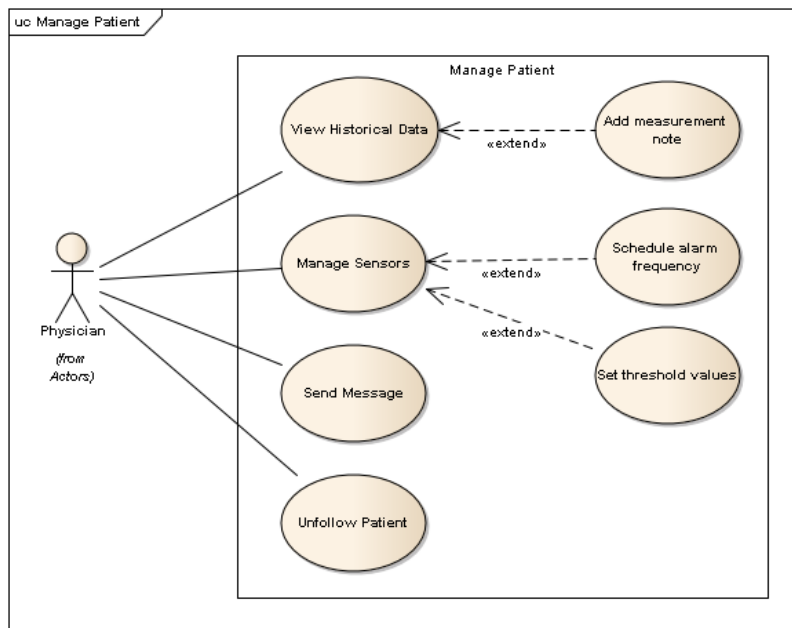 uc Manage Patient
Manage Patient
View Historical Data
«extend»
Add measurement
note
Manage Sensors
«extend»
Schedule alarm
frequency
«extend»
Set threshold values
Physician
(from
Actors)
Send Message
Unfollow Patient